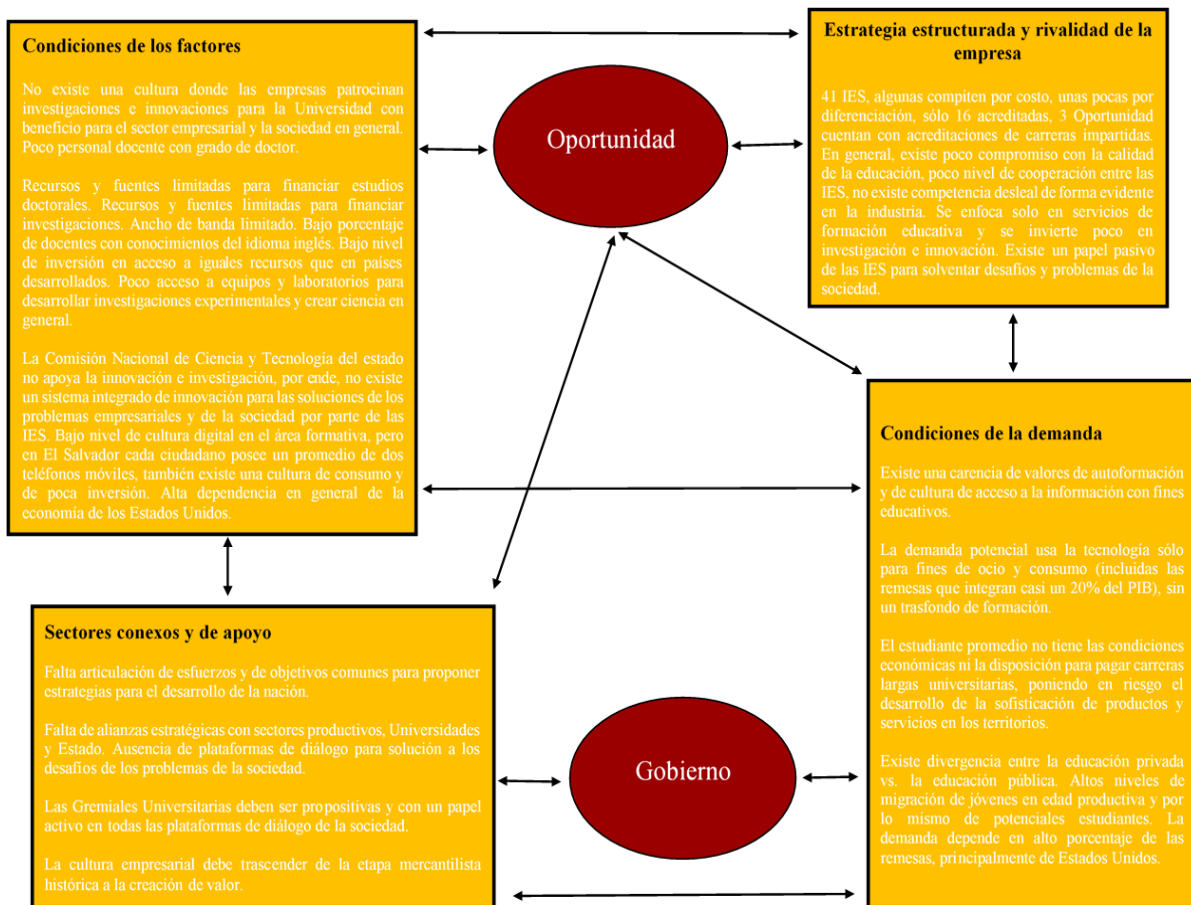 Condiciones de los factores
No existe una cultura donde las empresas patrocinan
investigaciones e innovaciones para la Universidad con
beneficio para el sector empresarial y la sociedad en general.
Poco personal docente con grado de doctor.
Recursos y fuentes limitadas para financiar estudios
doctorales. Recursos y fuentes limitadas para financiar
investigaciones. Ancho de banda limitado. Bajo porcentaje
de docentes con conocimientos del idioma inglés. Bajo nivel
de inversión en acceso a iguales recursos que en países
desarrollados. Poco acceso a equipos y laboratorios para
desarrollar investigaciones experimentales y crear ciencia en
general.
La Comisión Nacional de Ciencia y Tecnología del estado
no apoya la innovación e investigación, por ende, no existe
un sistema integrado de innovación para las soluciones de los
problemas empresariales y de la sociedad por parte de las
IES. Bajo nivel de cultura digital en el área formativa, pero
en El Salvador cada ciudadano posee un promedio de dos
teléfonos móviles, también existe una cultura de consumo y
de poca inversión. Alta dependencia en general de la
economía de los Estados Unidos.
Oportunidad
Estrategia estructurada y rivalidad de la
empresa
41 IES, algunas compiten por costo, unas pocas por
diferenciación, sólo 16 acreditadas, 3 Oportunidad
cuentan con acreditaciones de carreras impartidas.
En general, existe poco compromiso con la calidad
de la educación, poco nivel de cooperación entre las
IES, no existe competencia desleal de forma evidente
en la industria. Se enfoca solo en servicios de
formación educativa y se invierte poco en
investigación e innovación. Existe un papel pasivo
de las IES para solventar desafíos y problemas de la
sociedad.
Condiciones de la demanda
Existe una carencia de valores de autoformación
y de cultura de acceso a la información con fines
educativos.
La demanda potencial usa la tecnología sólo
para fines de ocio y consumo (incluidas las
remesas que integran casi un 20% del PIB), sin
un trasfondo de formación.
El estudiante promedio no tiene las condiciones
económicas ni la disposición para pagar carreras
largas universitarias, poniendo en riesgo el
desarrollo de la sofisticación de productos y
servicios en los territorios.
Existe divergencia entre la educación privada
vs. la educación pública. Altos niveles de
migración de jóvenes en edad productiva y por
lo mismo de potenciales estudiantes. La
demanda depende en alto porcentaje de las
remesas, principalmente de Estados Unidos.
Sectores conexos y de apoyo
Falta articulación de esfuerzos y de objetivos comunes para proponer
estrategias para el desarrollo de la nación.
Falta de alianzas estratégicas con sectores productivos, Universidades
y Estado. Ausencia de plataformas de diálogo para solución a los
desafíos de los problemas de la sociedad.
Las Gremiales Universitarias deben ser propositivas y con un papel
activo en todas las plataformas de diálogo de la sociedad.
La cultura empresarial debe trascender de la etapa mercantilista
histórica a la creación de valor.
Gobierno